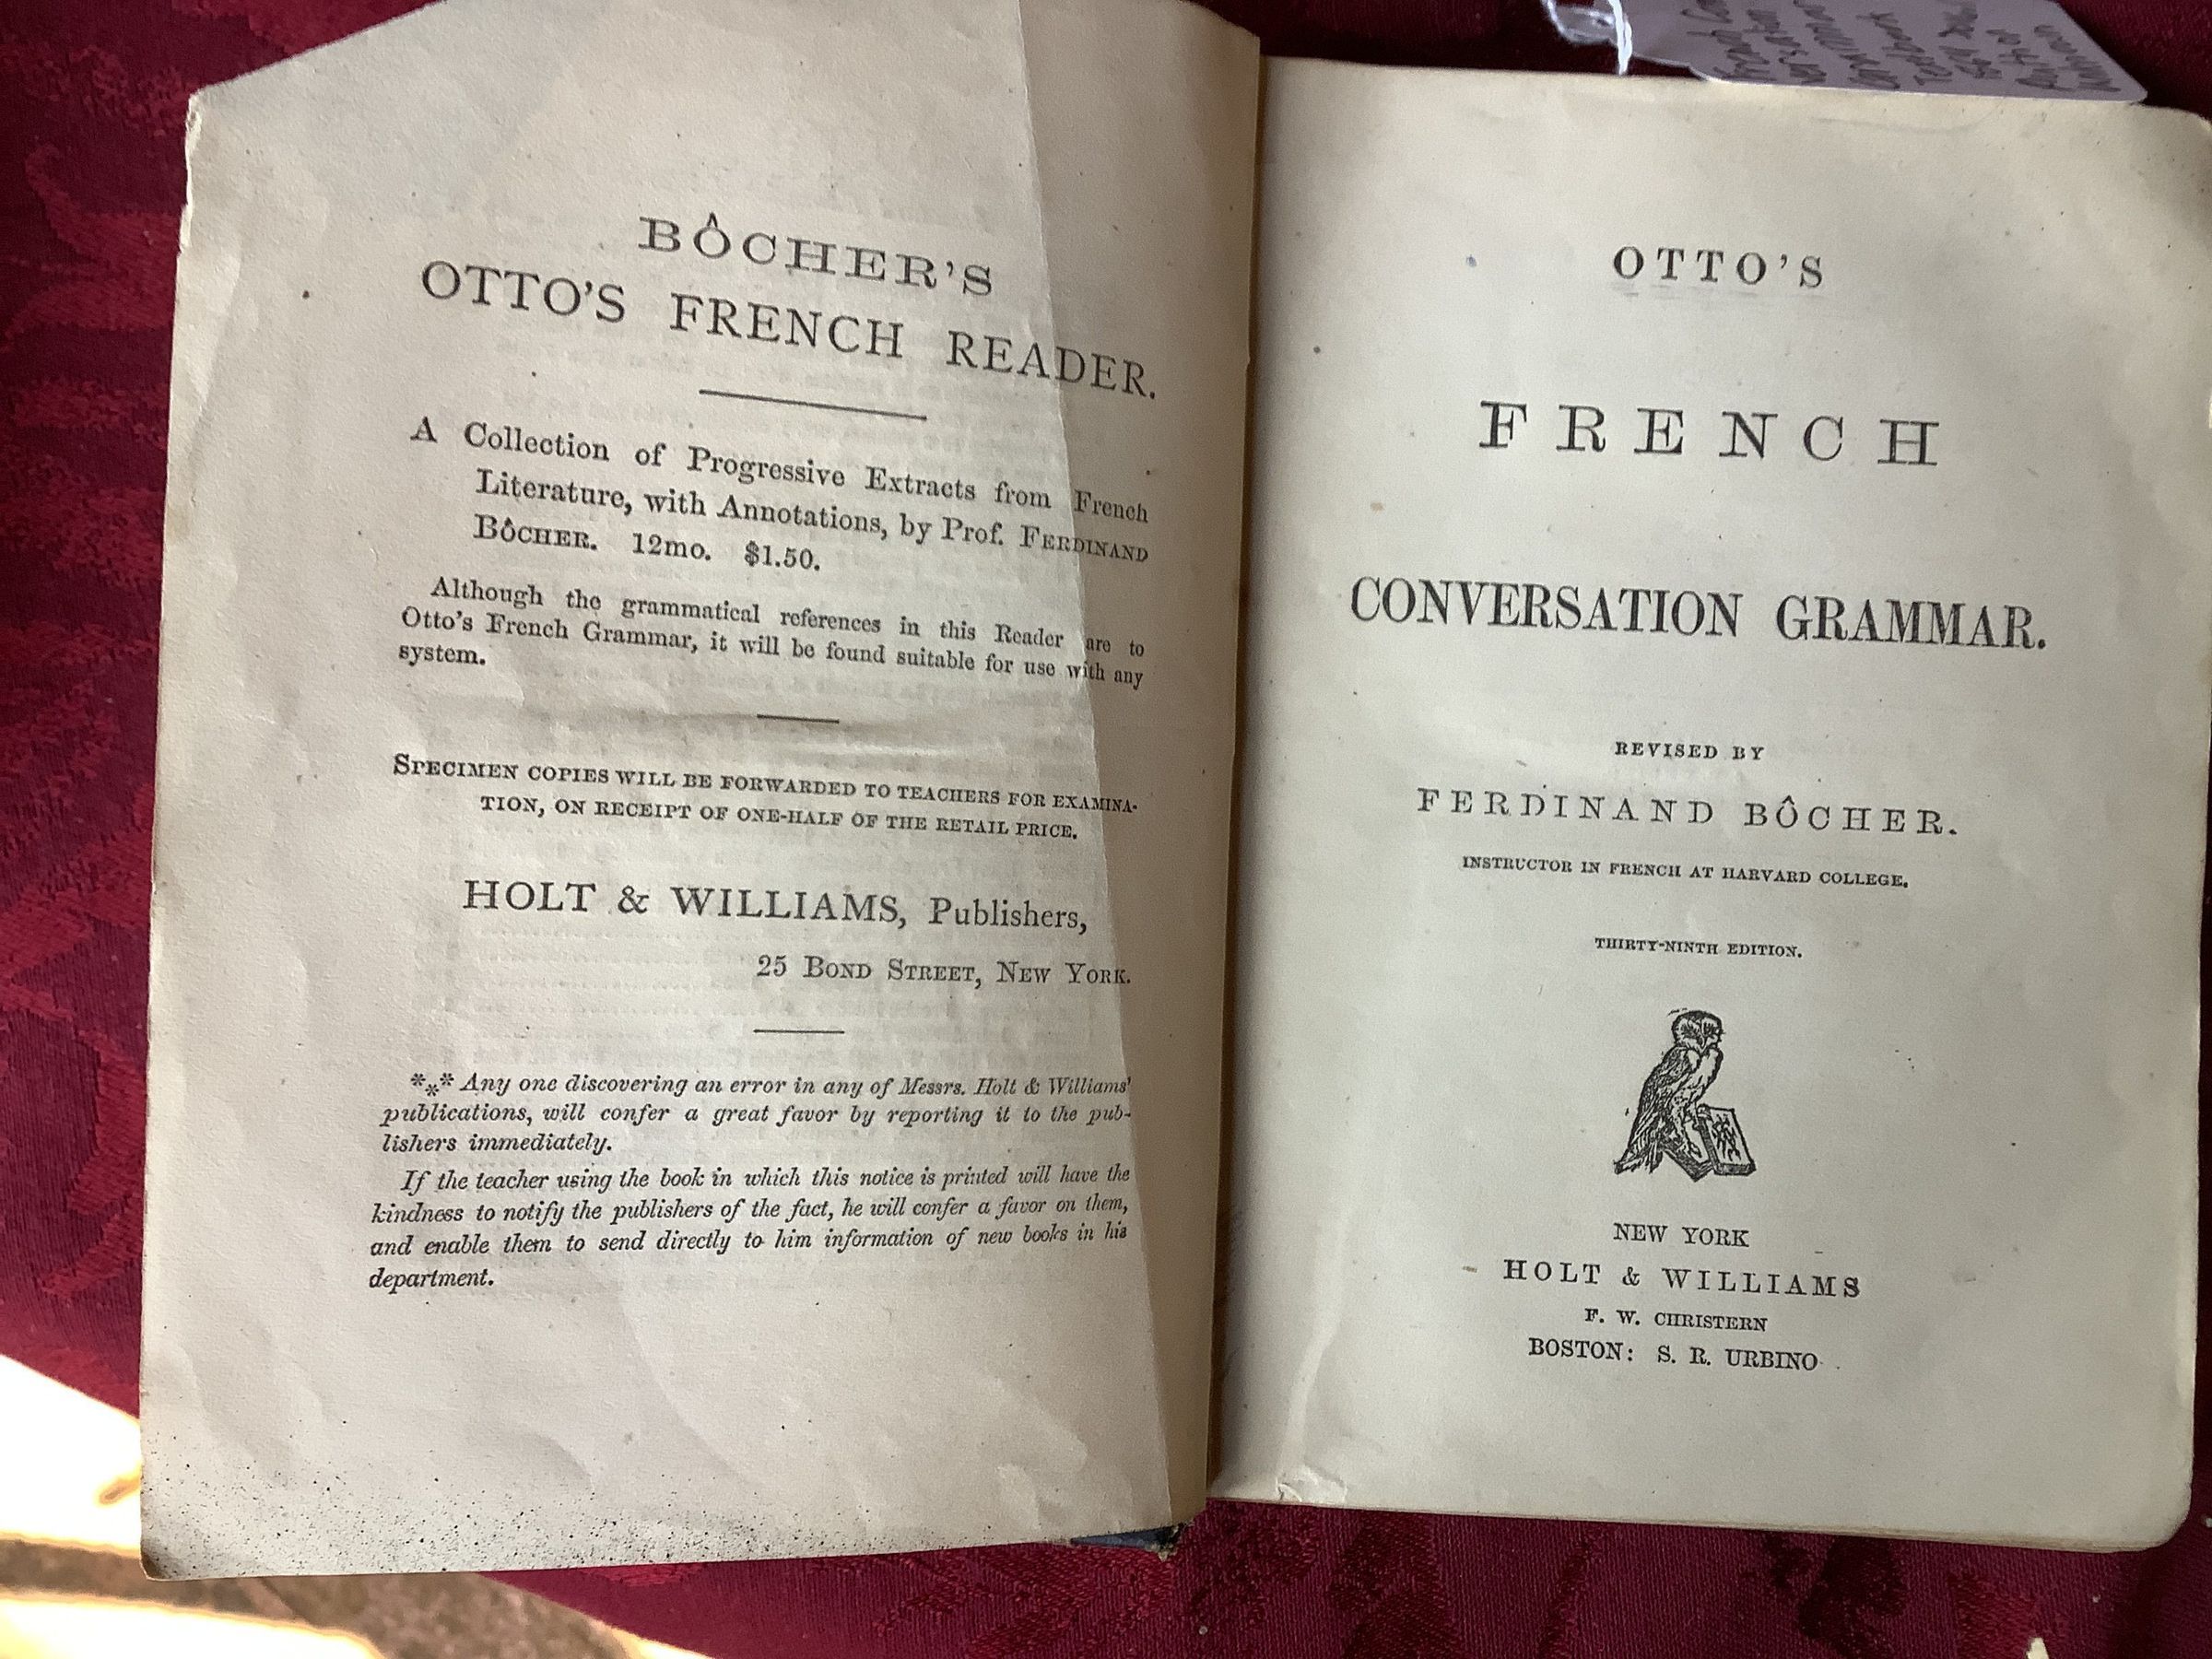 BÔCHER'S
OTTO'S FRENCH READER.
A Collection of Progressive Extracts from French
Literature, with Annotations, by Prof. FERDINAND
BÔCHER. 12mo. $1.50.
Although the grammatical references in this Reader are to
Otto's French Grammar, it will be found suitable for use with any
system.
SPECIMEN COPIES WILL BE FORWARDED TO TEACHERS FOR EXAMINA-
TION, ON RECEIPT OF ONE-HALF OF THE RETAIL PRICE.
HOLT & WILLIAMS, Publishers,
25 BOND STREET, NEW YORK.
*** Any one discovering an error in any of Messrs. Holt & Williams'
publications, will confer a great favor by reporting it to the pub-
lishers immediately.
If the teacher using the book in which this notice is printed will have the
kindness to notify the publishers of the fact, he will confer a favor on them,
and enable them to send directly to him information of new books in his
department.
OTTO'S
FRENCH
CONVERSATION GRAMMAR.
REVISED BY
FERDINAND BÔCHER.
INSTRUCTOR IN FRENCH AT HARVARD COLLEGE.
THIRTY-NINTH EDITION.
NEW YORK
HOLT & WILLIAMS
F. W. CHRISTERN
BOSTON: S. R. URBINO